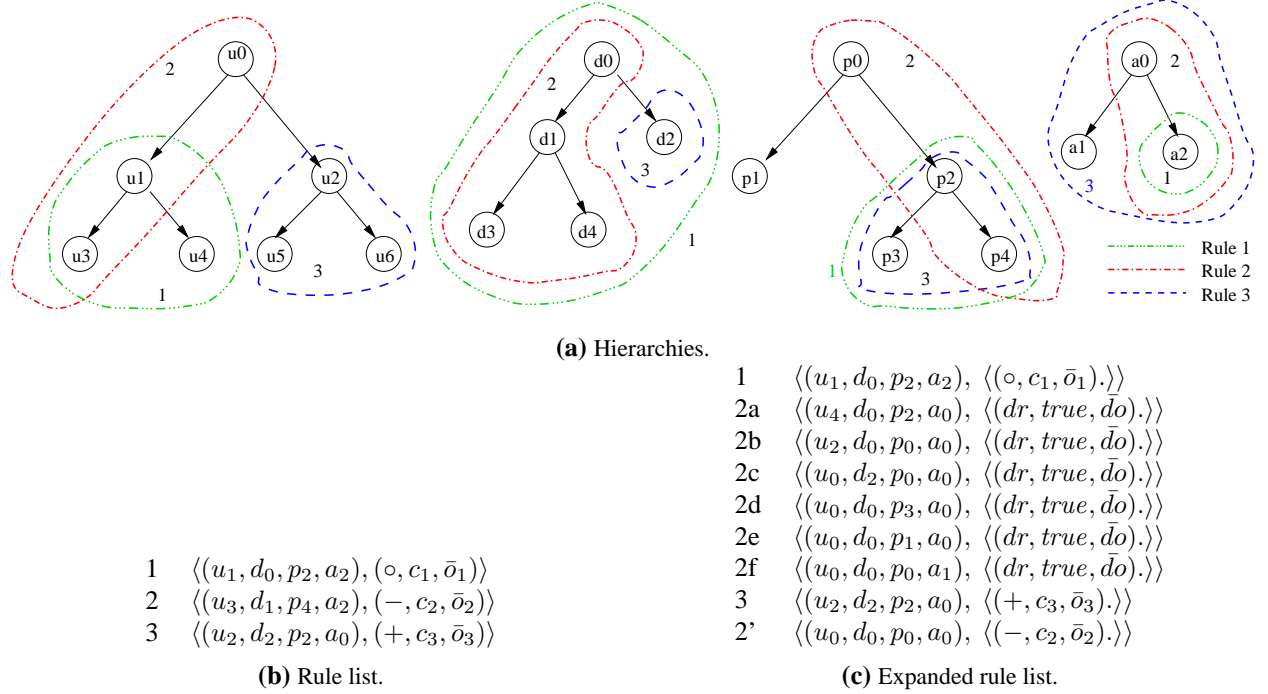 u0
2
u1
u2
u3
u4
u5
u6
1
3
d0
2
d1
d2
3
d3
d4
1
p0
2
p1
p2
p3
p4
1
3
a0
2
a1
a2
1
3
Rule 1
Rule 2
Rule 3
(a) Hierarchies.
1 ⟨(u₁, d₀, p₂, a₂), (∘, c₁, ō₁)⟩
2 ⟨(u₃, d₁, p₄, a₂), (−, c₂, ō₂)⟩
3 ⟨(u₂, d₂, p₂, a₀), (+, c₃, ō₃)⟩
(b) Rule list.
1 ⟨(u₁, d₀, p₂, a₂), ⟨(∘, c₁, ō₁).⟩⟩
2a ⟨(u₄, d₀, p₂, a₀), ⟨(dr, true, d̄o).⟩⟩
2b ⟨(u₂, d₀, p₀, a₀), ⟨(dr, true, d̄o).⟩⟩
2c ⟨(u₀, d₂, p₀, a₀), ⟨(dr, true, d̄o).⟩⟩
2d ⟨(u₀, d₀, p₃, a₀), ⟨(dr, true, d̄o).⟩⟩
2e ⟨(u₀, d₀, p₁, a₀), ⟨(dr, true, d̄o).⟩⟩
2f ⟨(u₀, d₀, p₀, a₁), ⟨(dr, true, d̄o).⟩⟩
3 ⟨(u₂, d₂, p₂, a₀), ⟨(+, c₃, ō₃).⟩⟩
2’ ⟨(u₀, d₀, p₀, a₀), ⟨(−, c₂, ō₂).⟩⟩
(c) Expanded rule list.